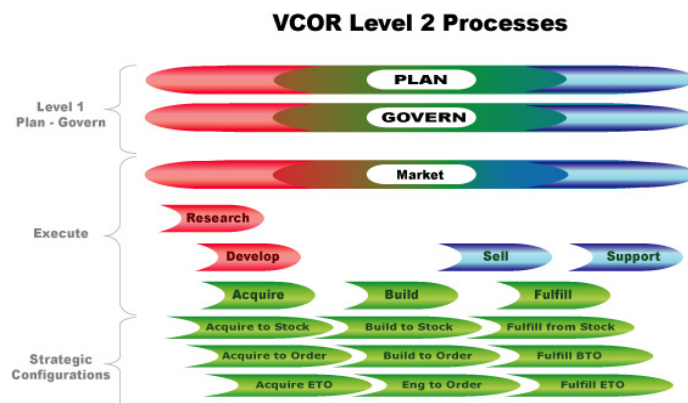 VCOR Level 2 Processes
Level 1
Plan - Govern
PLAN
GOVERN
Market
Execute
Research
Develop
Sell
Support
Acquire
Build
Fulfill
Strategic
Configurations
Acquire to Stock
Build to Stock
Fulfill from Stock
Acquire to Order
Build to Order
Fulfill BTO
Acquire ETO
Eng to Order
Fulfill ETO